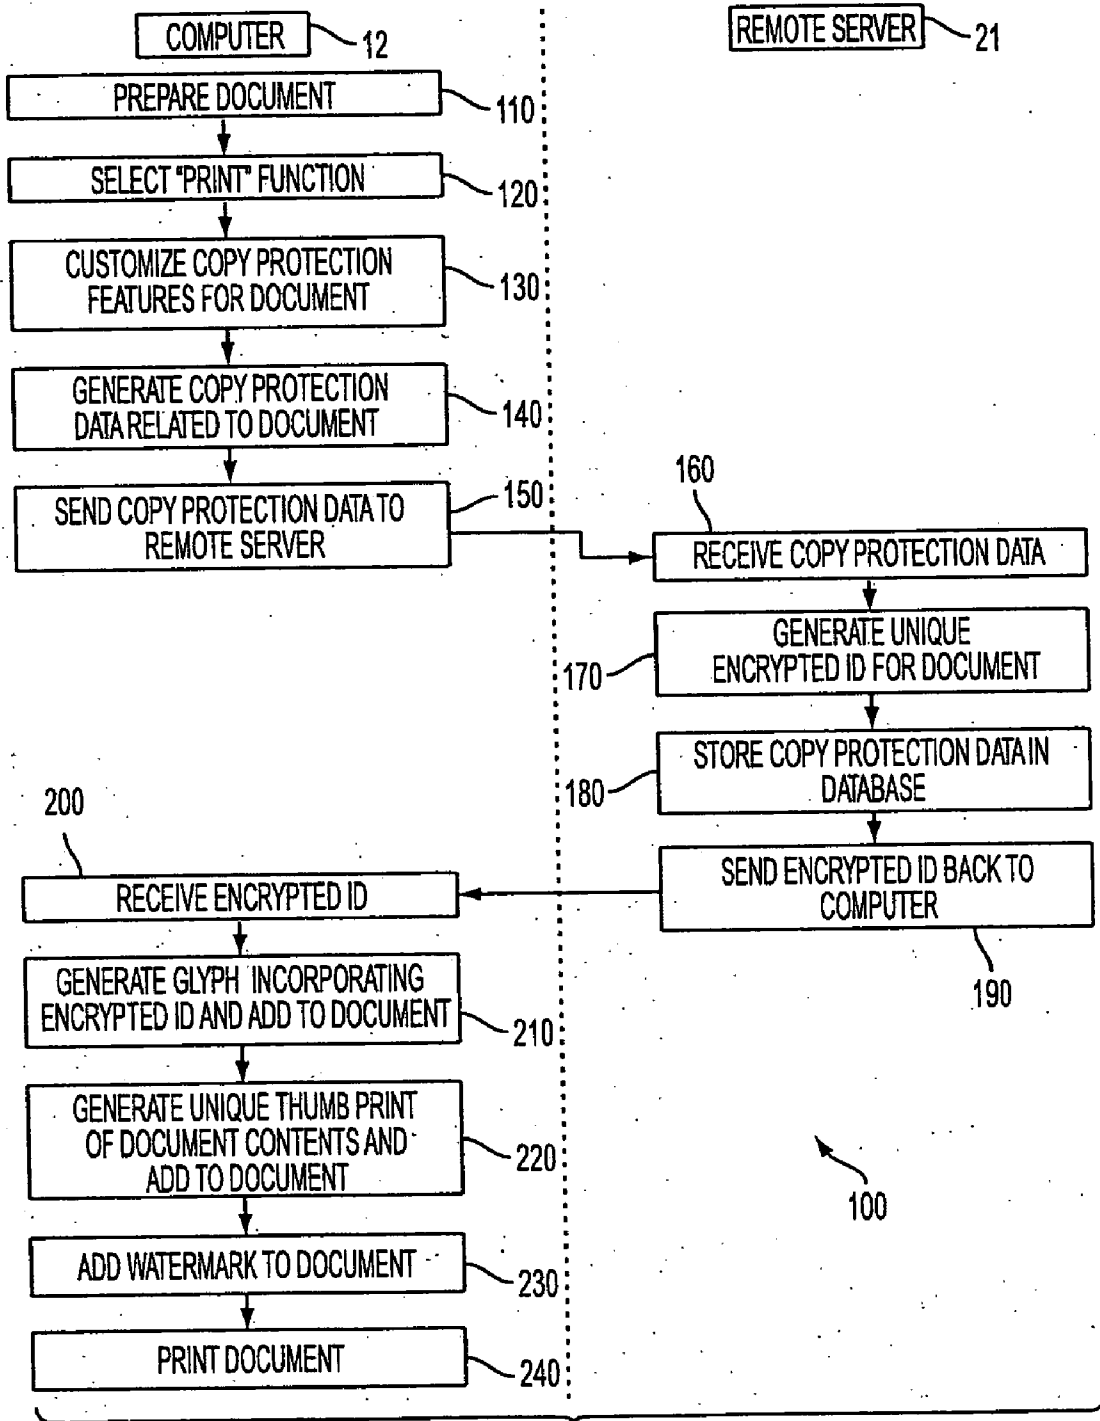 COMPUTER
12
REMOTE SERVER
21
PREPARE DOCUMENT
110
SELECT "PRINT" FUNCTION
120
CUSTOMIZE COPY PROTECTION
FEATURES FOR DOCUMENT
130
GENERATE COPY PROTECTION
DATA RELATED TO DOCUMENT
140
SEND COPY PROTECTION DATA TO
REMOTE SERVER
150
160
RECEIVE COPY PROTECTION DATA
GENERATE UNIQUE
ENCRYPTED ID FOR DOCUMENT
170
STORE COPY PROTECTION DATA IN
DATABASE
180
SEND ENCRYPTED ID BACK TO
COMPUTER
190
200
RECEIVE ENCRYPTED ID
GENERATE GLYPH INCORPORATING
ENCRYPTED ID AND ADD TO DOCUMENT
210
GENERATE UNIQUE THUMB PRINT
OF DOCUMENT CONTENTS AND
ADD TO DOCUMENT
220
ADD WATERMARK TO DOCUMENT
230
PRINT DOCUMENT
240
100